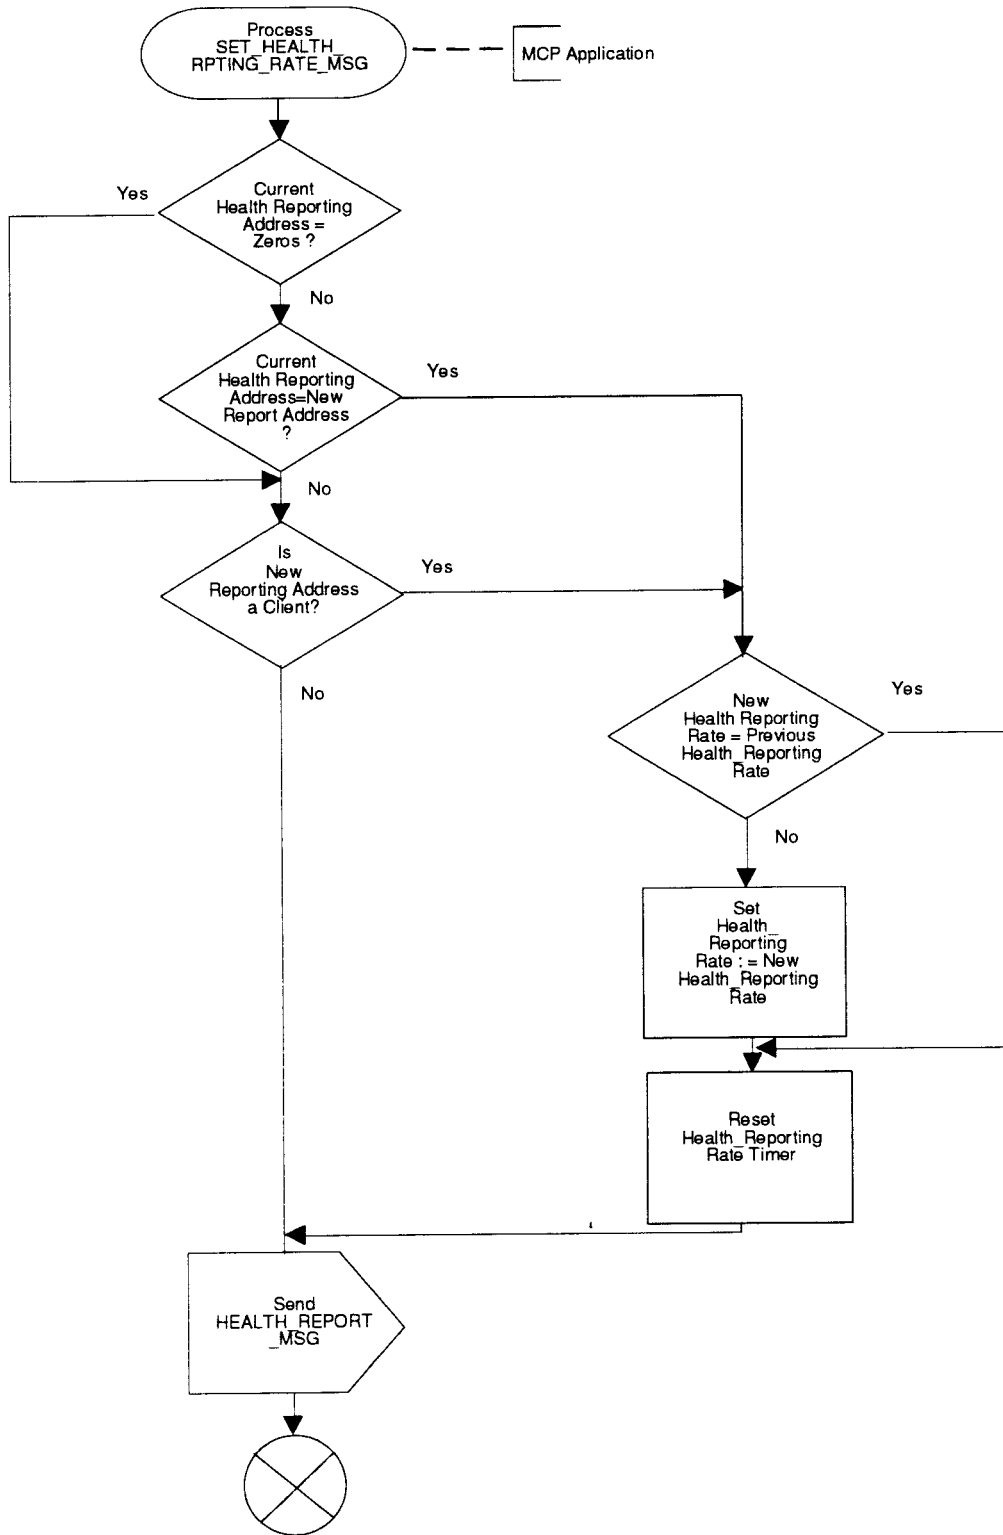 Process
SET_HEALTH_
RPTING_RATE_MSG
MCP Application
Yes
Current
Health Reporting
Address =
Zeros ?
No
Current
Health Reporting
Address=New
Report Address
?
Yes
No
Is
New
Reporting Address
a Client?
Yes
No
New
Health Reporting
Rate = Previous
Health_Reporting
Rate
Yes
No
Set
Health_
Reporting
Rate : = New
Health_Reporting
Rate
Reset
Health_Reporting
Rate Timer
Send
HEALTH_REPORT
_MSG